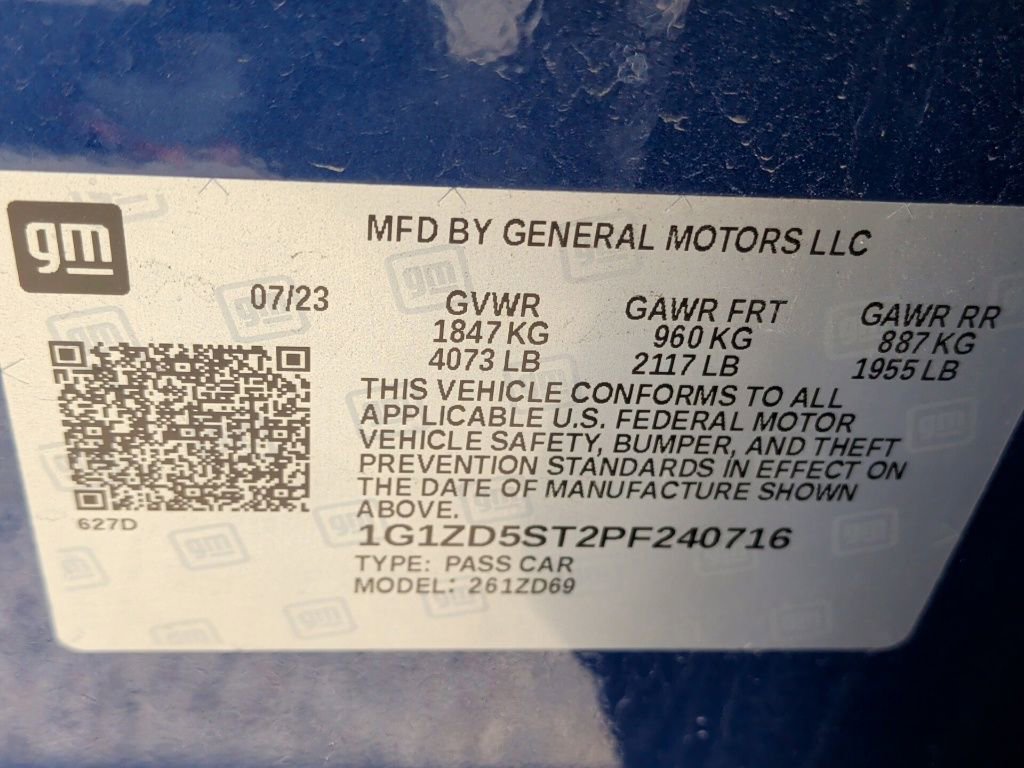 gm
MFD BY GENERAL MOTORS LLC
07/23
GVWR GAWR FRT GAWR RR
1847 KG 960 KG 887 KG
4073 LB 2117 LB 1955 LB
THIS VEHICLE CONFORMS TO ALL
APPLICABLE U.S. FEDERAL MOTOR
VEHICLE SAFETY, BUMPER, AND THEFT
PREVENTION STANDARDS IN EFFECT ON
THE DATE OF MANUFACTURE SHOWN
ABOVE.
627D
1G1ZD5ST2PF240716
TYPE: PASS CAR
MODEL: 261ZD69